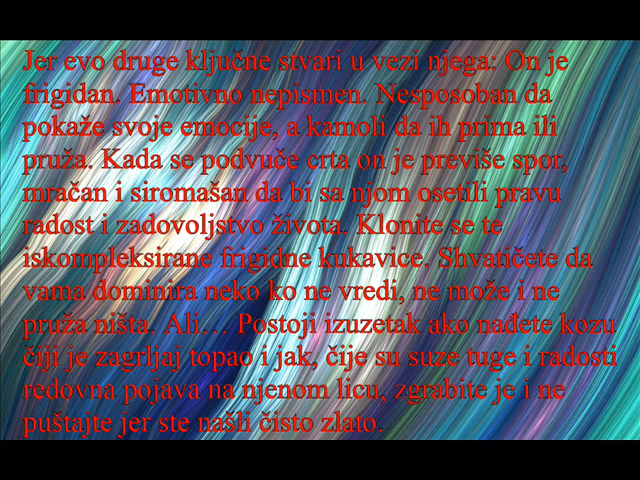 Jer evo druge ključne stvari u vezi njega: On je
frigidan. Emotivno nepismen. Nesposoban da
pokaže svoje emocije, a kamoli da ih prima ili
pruža. Kada se podvuče crta on je previše spor,
mračan i siromašan da bi sa njom osetili pravu
radost i zadovoljstvo života. Klonite se te
iskompleksirane frigidne kukavice. Shvatičete da
vama dominira neko ko ne vredi, ne može i ne
pruža ništa. Ali… Postoji izuzetak ako nađete kozu
čiji je zagrljaj topao i jak, čije su suze tuge i radosti
redovna pojava na njenom licu, zgrabite je i ne
puštajte jer ste našli čisto zlato.